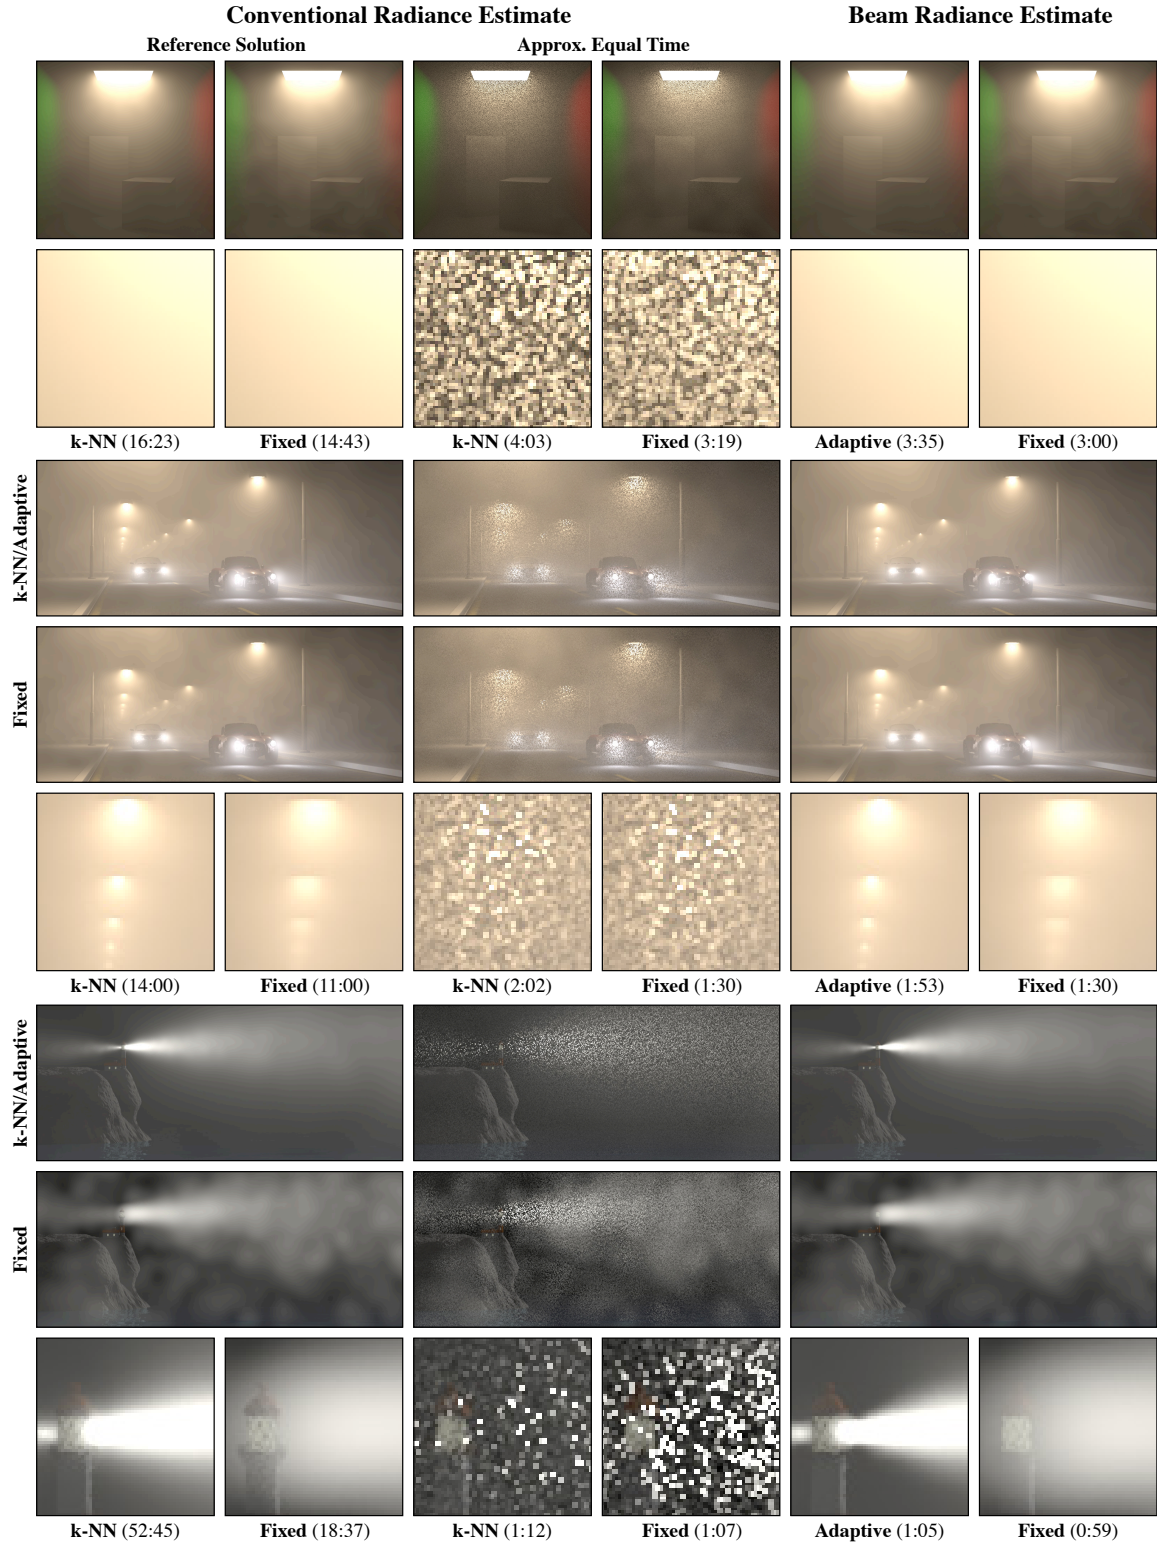 Conventional Radiance Estimate
Beam Radiance Estimate
Reference Solution
Approx. Equal Time
k-NN (16:23)
Fixed (14:43)
k-NN (4:03)
Fixed (3:19)
Adaptive (3:35)
Fixed (3:00)
k-NN/Adaptive
Fixed
k-NN (14:00)
Fixed (11:00)
k-NN (2:02)
Fixed (1:30)
Adaptive (1:53)
Fixed (1:30)
k-NN/Adaptive
Fixed
k-NN (52:45)
Fixed (18:37)
k-NN (1:12)
Fixed (1:07)
Adaptive (1:05)
Fixed (0:59)